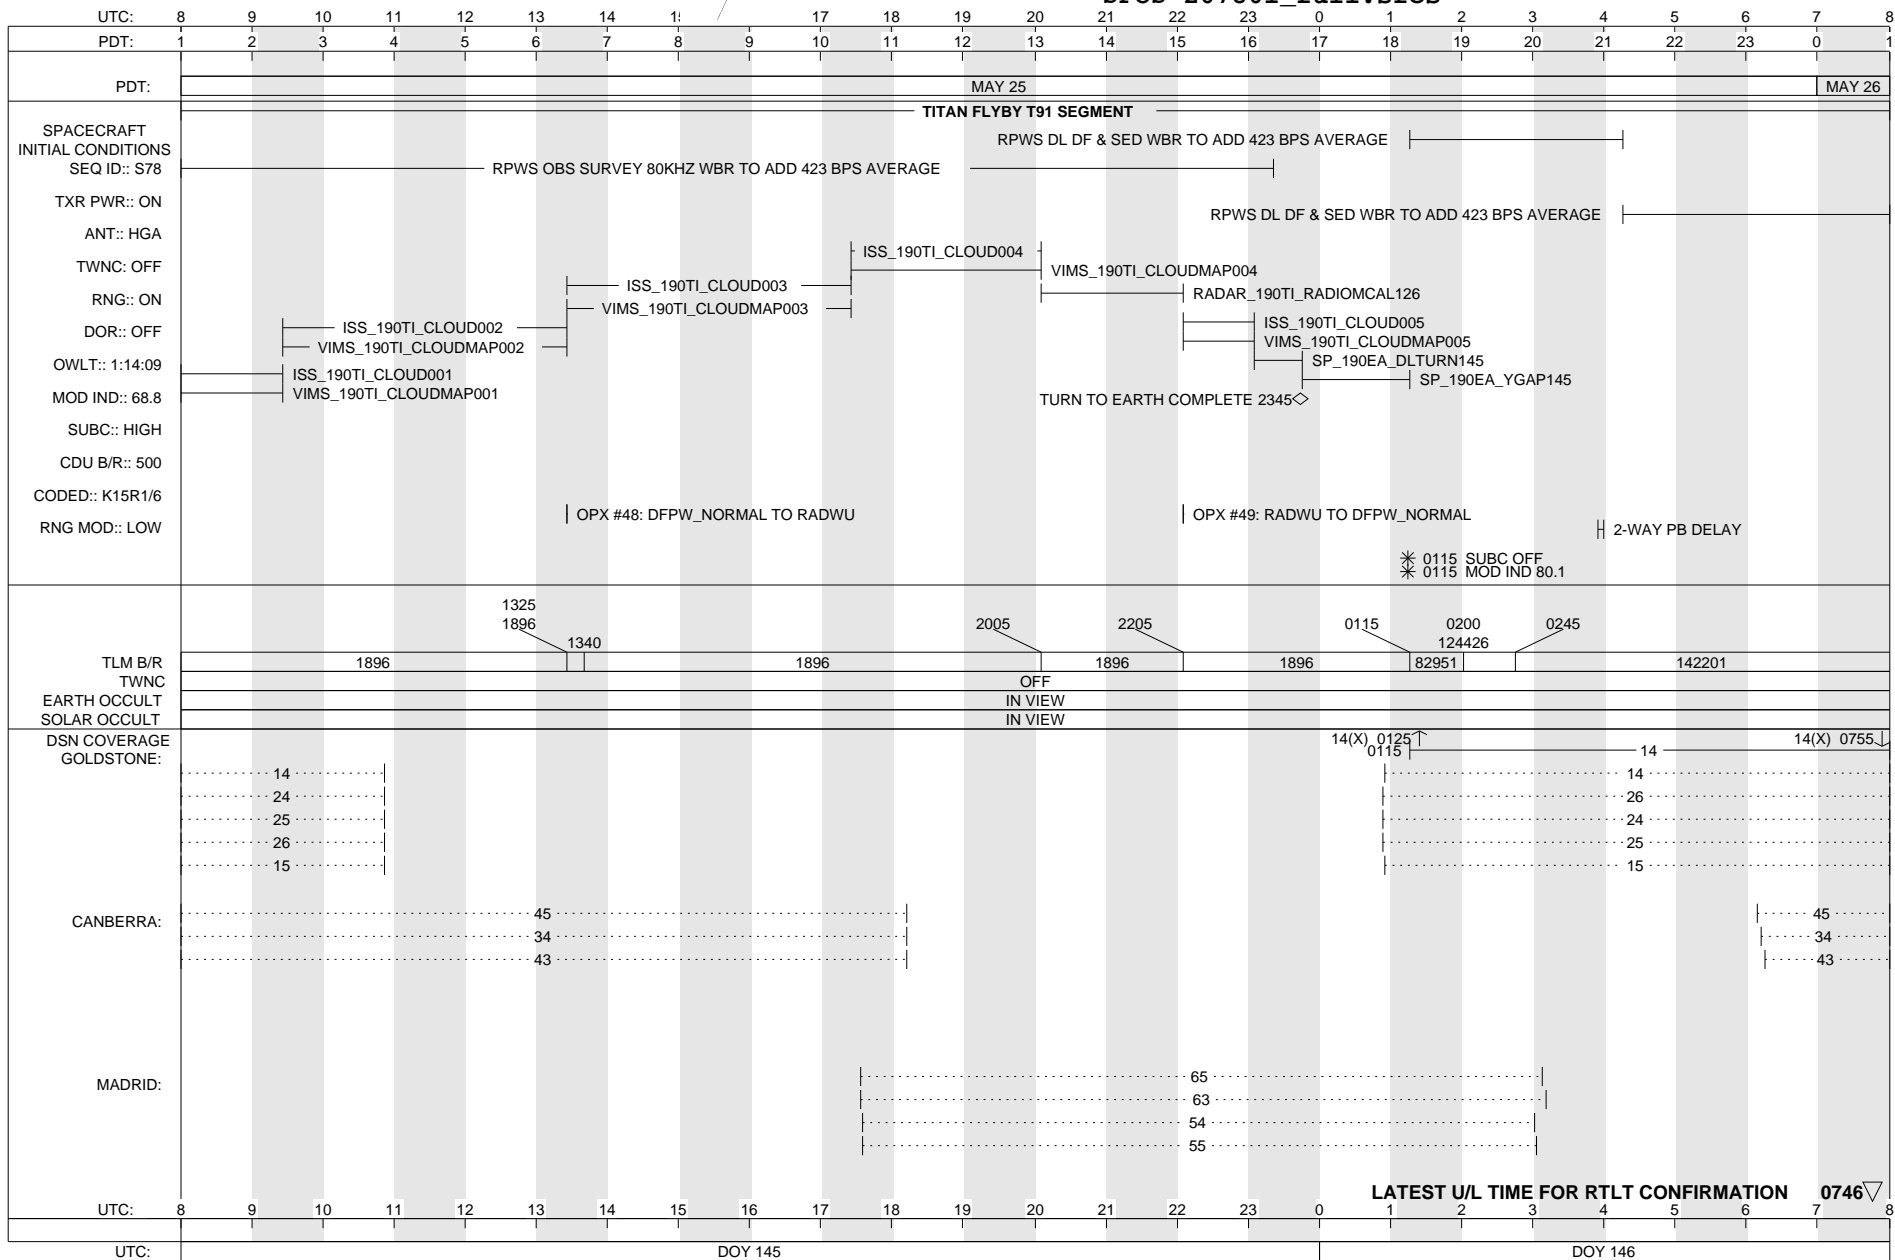 UTC: 8 9 10 11 12 13 14 17 18 19 20 21 22 23 0 1 2 3 4 5 6 7 8
PDT: 1 2 3 4 5 6 7 8 9 10 11 12 13 14 15 16 17 18 19 20 21 22 23 0 1
PDT: MAY 25 MAY 26
TITAN FLYBY T91 SEGMENT
SPACECRAFT
INITIAL CONDITIONS
RPWS DL DF & SED WBR TO ADD 423 BPS AVERAGE
SEQ ID:: S78
RPWS OBS SURVEY 80KHZ WBR TO ADD 423 BPS AVERAGE
TXR PWR:: ON
RPWS DL DF & SED WBR TO ADD 423 BPS AVERAGE
ANT:: HGA
ISS_190TI_CLOUD004
TWNC: OFF
VIMS_190TI_CLOUDMAP004
ISS_190TI_CLOUD003
RADAR_190TI_RADIOMCAL126
RNG:: ON
VIMS_190TI_CLOUDMAP003
ISS_190TI_CLOUD005
DOR:: OFF
ISS_190TI_CLOUD002
VIMS_190TI_CLOUDMAP005
VIMS_190TI_CLOUDMAP002
SP_190EA_DLTURN145
OWLT:: 1:14:09
ISS_190TI_CLOUD001
SP_190EA_YGAP145
VIMS_190TI_CLOUDMAP001
MOD IND:: 68.8
TURN TO EARTH COMPLETE 2345
SUBC:: HIGH
CDU B/R:: 500
CODED:: K15R1/6
OPX #48: DFPW_NORMAL TO RADWU
OPX #49: RADWU TO DFPW_NORMAL
RNG MOD:: LOW
2-WAY PB DELAY
0115 SUBC OFF
0115 MOD IND 80.1
1325
1896 2005 2205 0115 0200 0245
1340 124426
TLM B/R 1896 1896 1896 1896 82951 142201
TWNC OFF
EARTH OCCULT IN VIEW
SOLAR OCCULT IN VIEW
DSN COVERAGE 14(X) 0125 14(X) 0755
0115 14
GOLDSTONE:
14 14
24 26
25 24
26 25
15 15
CANBERRA:
45 45
34 34
43 43
MADRID:
65
63
54
55
LATEST U/L TIME FOR RTLT CONFIRMATION 0746
UTC: 8 9 10 11 12 13 14 15 16 17 18 19 20 21 22 23 0 1 2 3 4 5 6 7 8
UTC: DOY 145 DOY 146